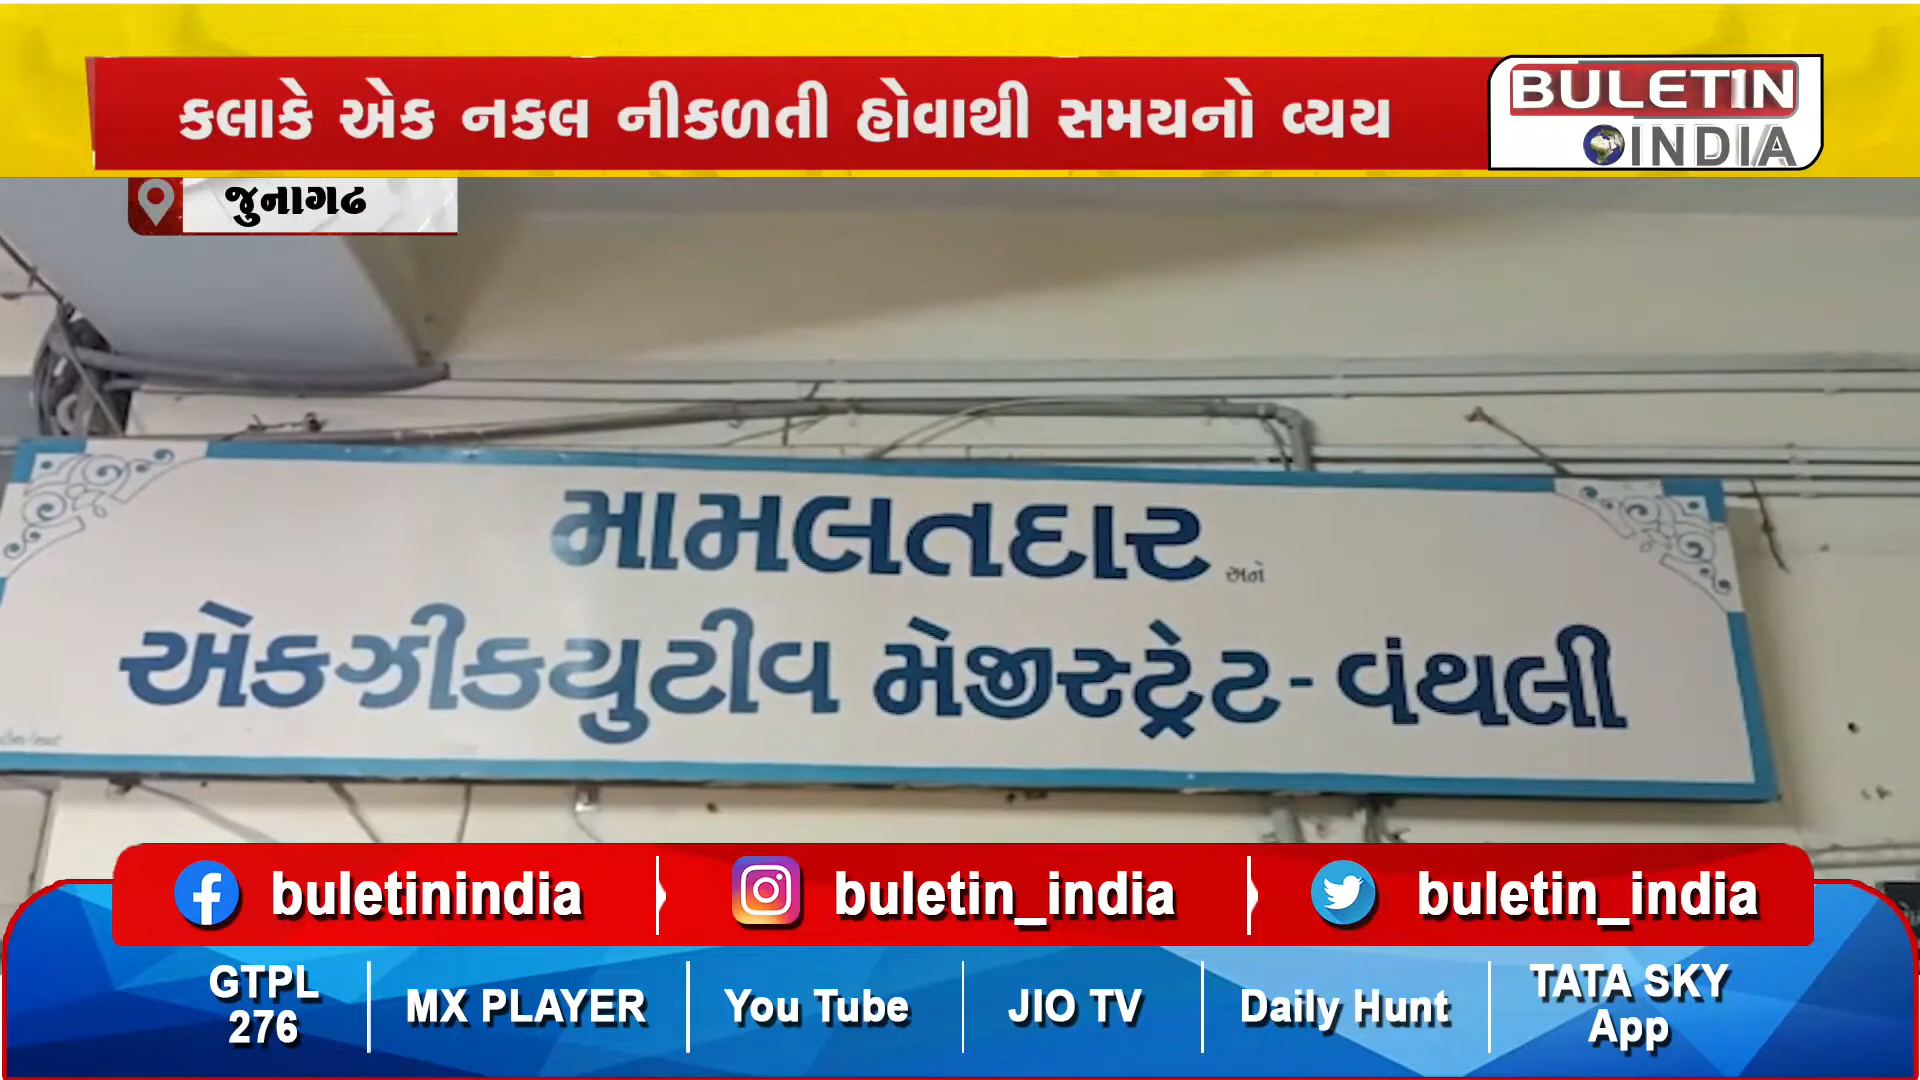 કલાકે એક નકલ નીકળતી હોવાથી સમયનો વ્યય
BULETIN
INDIA
જુનાગઢ
મામલતદાર અને
એકઝીકયુટીવ મેજીસ્ટ્રેટ - વંથલી
buletinindia
buletin_india
buletin_india
GTPL
276
MX PLAYER
You Tube
JIO TV
Daily Hunt
TATA SKY
App